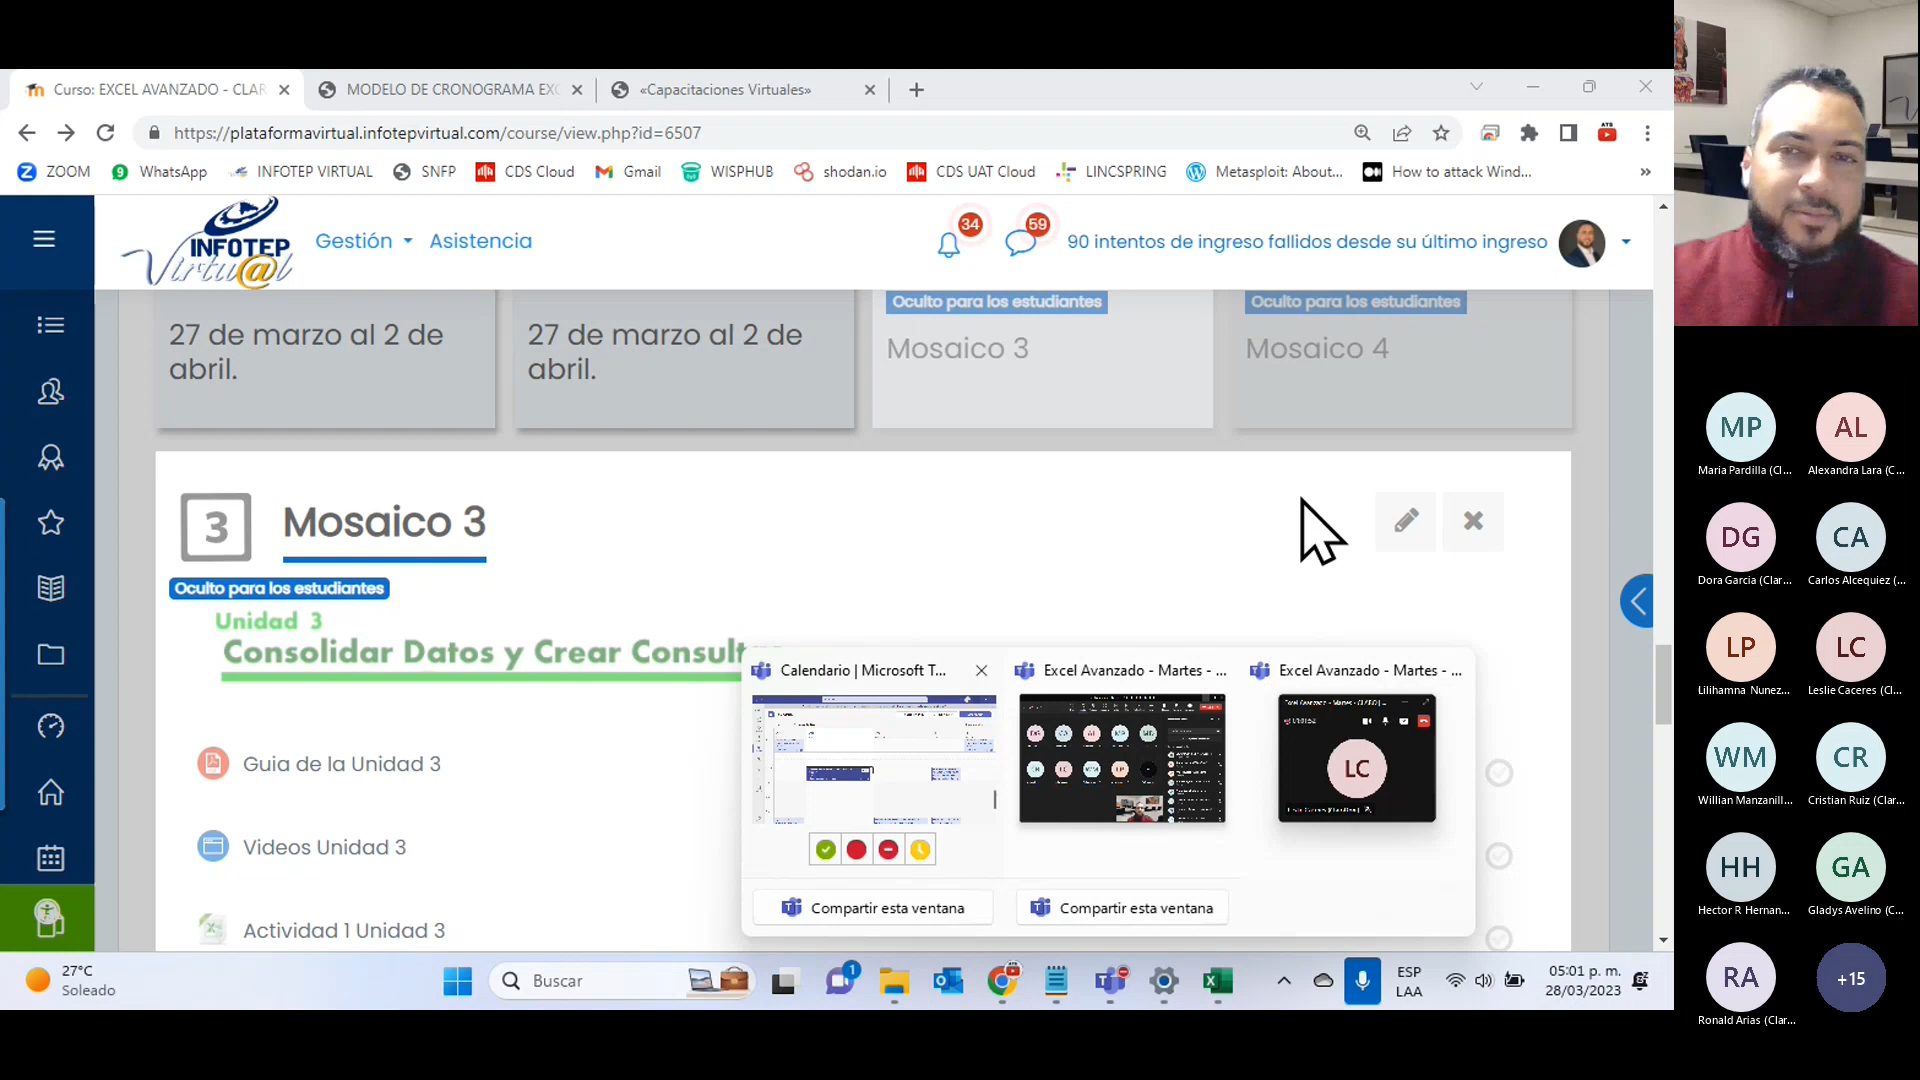 Curso: EXCEL AVANZADO - CLAR
MODELO DE CRONOGRAMA EXC
«Capacitaciones Virtuales»
https://plataformavirtual.infotepvirtual.com/course/view.php?id=6507
ZOOM
WhatsApp
INFOTEP VIRTUAL
SNFP
CDS Cloud
Gmail
WISPHUB
shodan.io
CDS UAT Cloud
LINCSPRING
Metasploit: About...
How to attack Wind...
»
INFOTEP
Virtu@l
Gestión
Asistencia
34
59
90 intentos de ingreso fallidos desde su último ingreso
27 de marzo al 2 de
abril.
27 de marzo al 2 de
abril.
Oculto para los estudiantes
Mosaico 3
Oculto para los estudiantes
Mosaico 4
3
Mosaico 3
Oculto para los estudiantes
Unidad 3
Consolidar Datos y Crear Consult
Guia de la Unidad 3
Videos Unidad 3
Actividad 1 Unidad 3
Calendario | Microsoft T...
Excel Avanzado - Martes - ...
Excel Avanzado - Martes - ...
LC
Compartir esta ventana
Compartir esta ventana
27°C
Soleado
Buscar
1
ESP
LAA
05:01 p. m.
28/03/2023
MP
Maria Pardilla (Cl...
AL
Alexandra Lara (C...
DG
Dora Garcia (Clar...
CA
Carlos Alcequiez (...
LP
Lilihamna Nunez...
LC
Leslie Caceres (Cl...
WM
Willian Manzanill...
CR
Cristian Ruiz (Clar...
HH
Hector R Hernan...
GA
Gladys Avelino (C...
RA
Ronald Arias (Clar...
+15